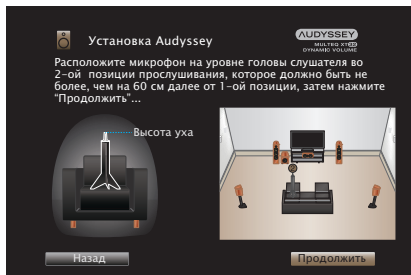 Установка Audyssey
AUDYSSEY
MULTEQ XT32
DYNAMIC VOLUME
Расположите микрофон на уровне головы слушателя во
2-ой позиции прослушивания, которое должно быть не
более, чем на 60 см далее от 1-ой позиции, затем нажмите
“Продолжить”...
Высота уха
Назад
Продолжить